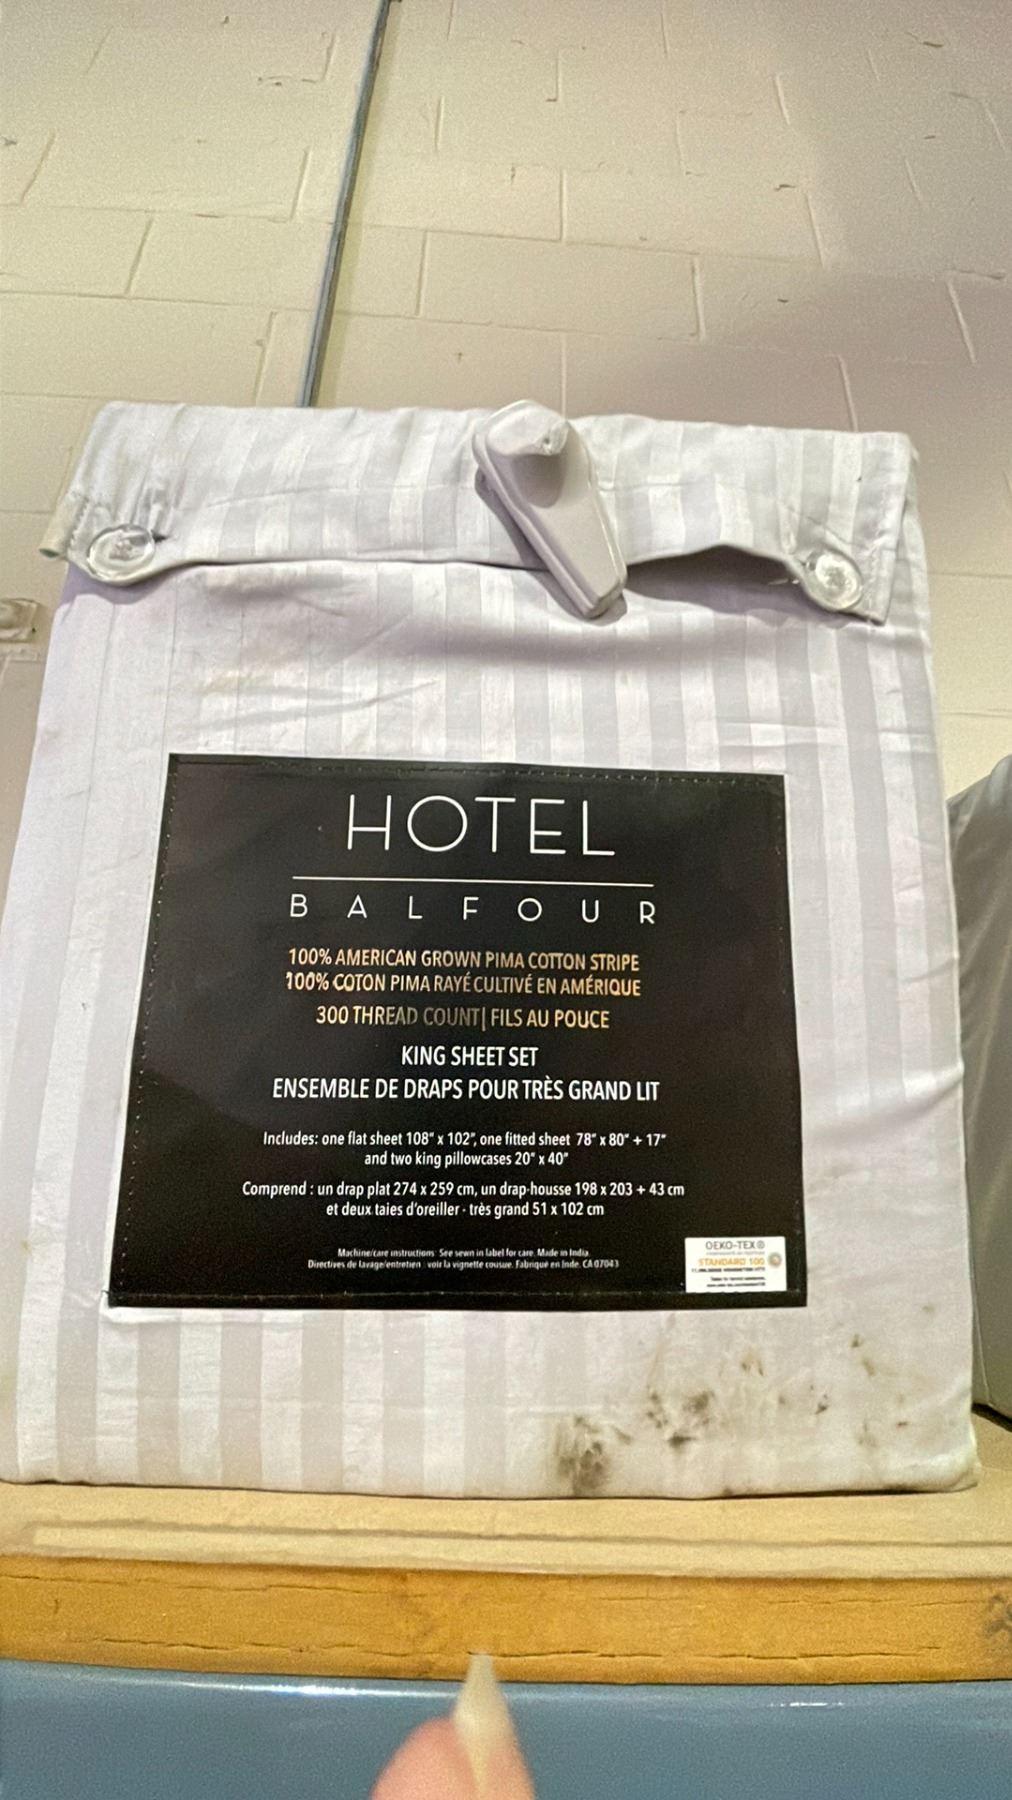 HOTEL
BALFOUR
100% AMERICAN GROWN PIMA COTTON STRIPE
100% COTON PIMA RAYÉ CULTIVÉ EN AMÉRIQUE
300 THREAD COUNT| FILS AU POUCE
KING SHEET SET
ENSEMBLE DE DRAPS POUR TRÈS GRAND LIT
Includes: one flat sheet 108" x 102", one fitted sheet 78" x 80" + 17"
and two king pillowcases 20" x 40"
Comprend : un drap plat 274 x 259 cm, un drap-housse 198 x 203 + 43 cm
et deux taies d'oreiller - très grand 51 x 102 cm
Machine/care instructions: See sewn in label for care. Made in India.
Directives de lavage/entretien : voir la vignette cousue. Fabriqué en Inde. CA 07043
OEKO-TEX®
STANDARD 100